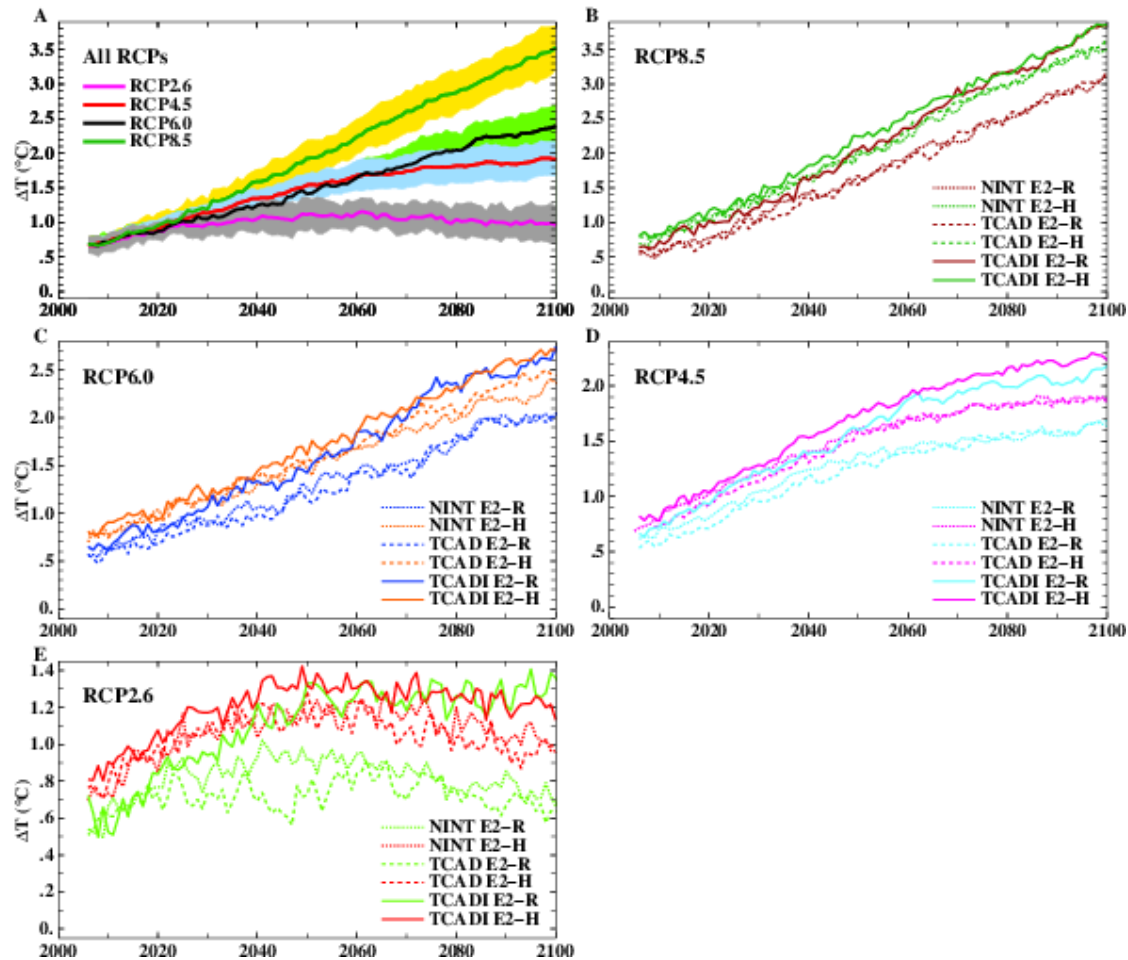 A
All RCPs
RCP2.6
RCP4.5
RCP6.0
RCP8.5
ΔT (°C)
3.5
3.0
2.5
2.0
1.5
1.0
.5
0.
2000 2020 2040 2060 2080 2100
B
RCP8.5
3.5
3.0
2.5
2.0
1.5
1.0
.5
0.
NINT E2-R
NINT E2-H
TCAD E2-R
TCAD E2-H
TCADI E2-R
TCADI E2-H
2000 2020 2040 2060 2080 2100
C
RCP6.0
ΔT (°C)
2.5
2.0
1.5
1.0
.5
0.
NINT E2-R
NINT E2-H
TCAD E2-R
TCAD E2-H
TCADI E2-R
TCADI E2-H
2000 2020 2040 2060 2080 2100
D
RCP4.5
2.0
1.5
1.0
.5
0.
NINT E2-R
NINT E2-H
TCAD E2-R
TCAD E2-H
TCADI E2-R
TCADI E2-H
2000 2020 2040 2060 2080 2100
E
RCP2.6
ΔT (°C)
1.4
1.2
1.0
.8
.6
.4
.2
0.
NINT E2-R
NINT E2-H
TCAD E2-R
TCAD E2-H
TCADI E2-R
TCADI E2-H
2000 2020 2040 2060 2080 2100